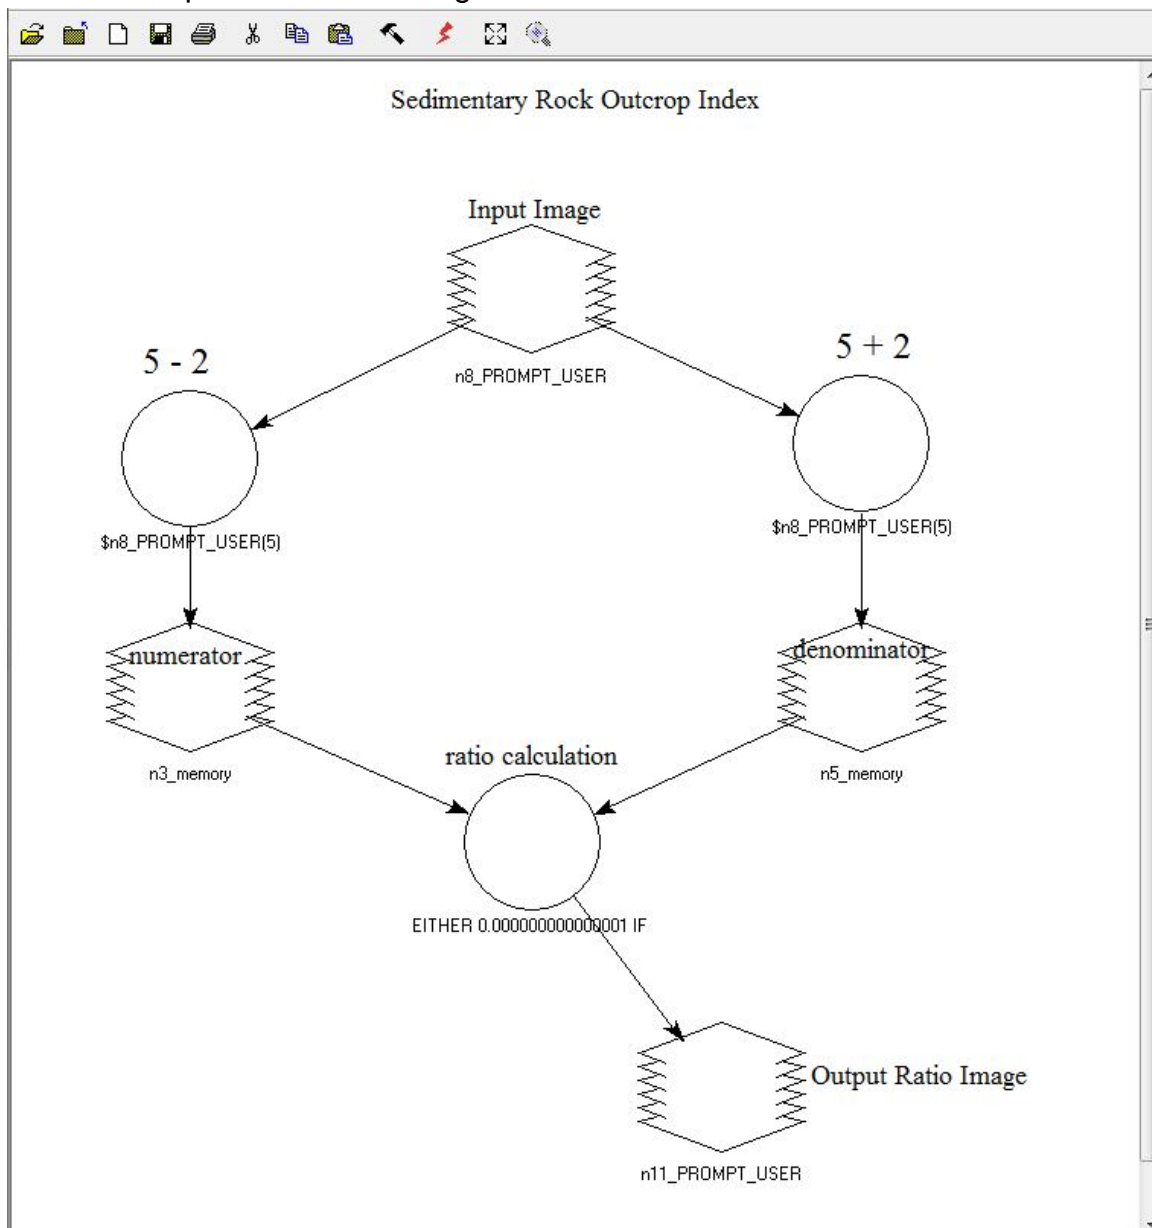 Sedimentary Rock Outcrop Index
Input Image
n8_PROMPT_USER
5 - 2
5 + 2
$n8_PROMPT_USER(5)
$n8_PROMPT_USER(5)
numerator
denominator
n3_memory
n5_memory
ratio calculation
EITHER 0.000000000000001 IF
Output Ratio Image
n11_PROMPT_USER